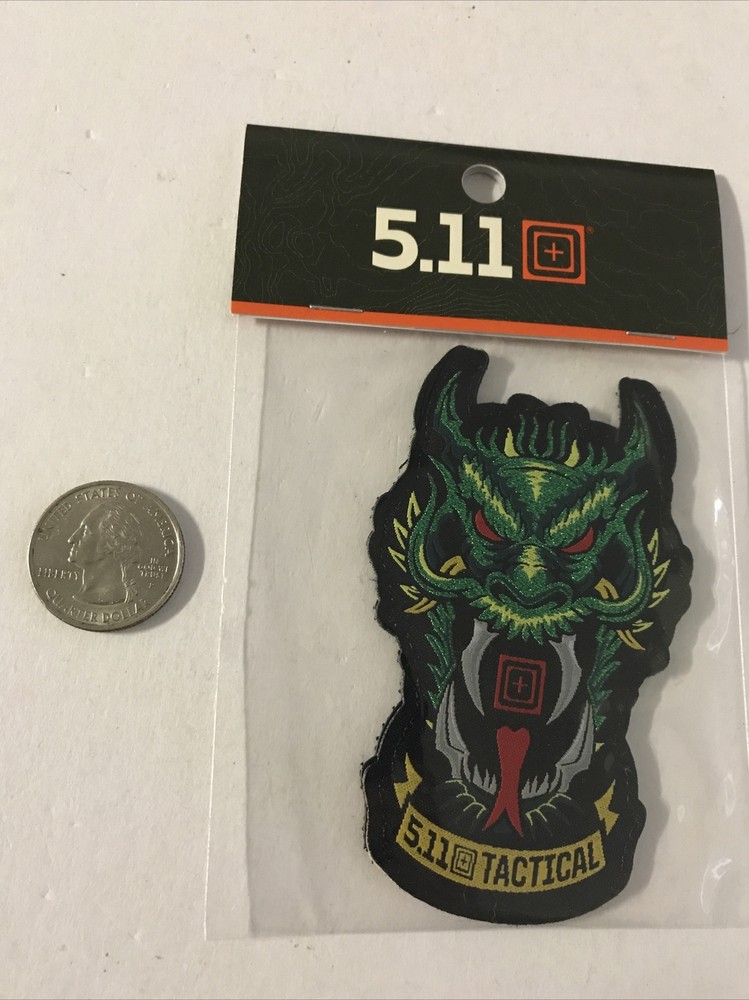 5.11®
UNITED STATES OF AMERICA
LIBERTY
IN
GOD WE
TRUST
P
QUARTER DOLLAR
5.11 TACTICAL